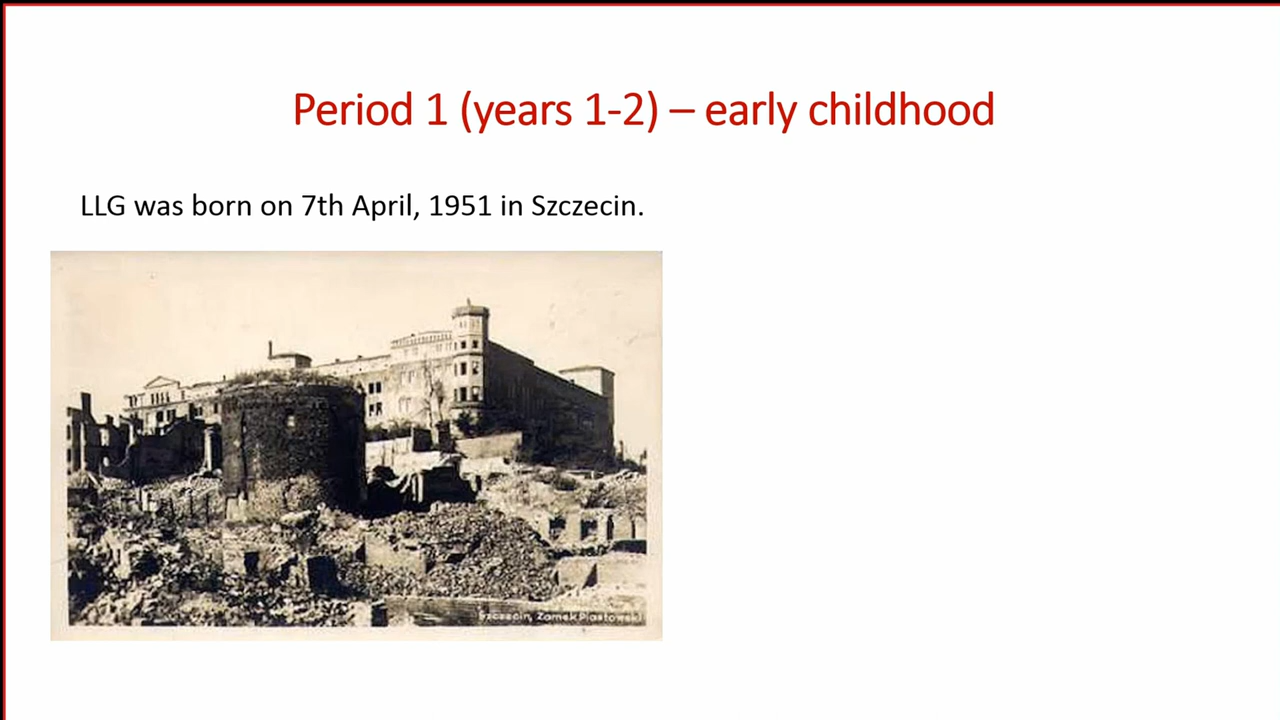 Period 1 (years 1-2) – early childhood
LLG was born on 7th April, 1951 in Szczecin.
Szczecin, Zamek Piastowski